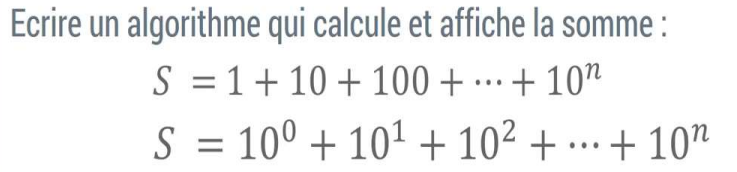 Ecrire un algorithme qui calcule et affiche la somme :
S = 1 + 10 + 100 + ⋯ + 10ⁿ
S = 10⁰ + 10¹ + 10² + ⋯ + 10ⁿ